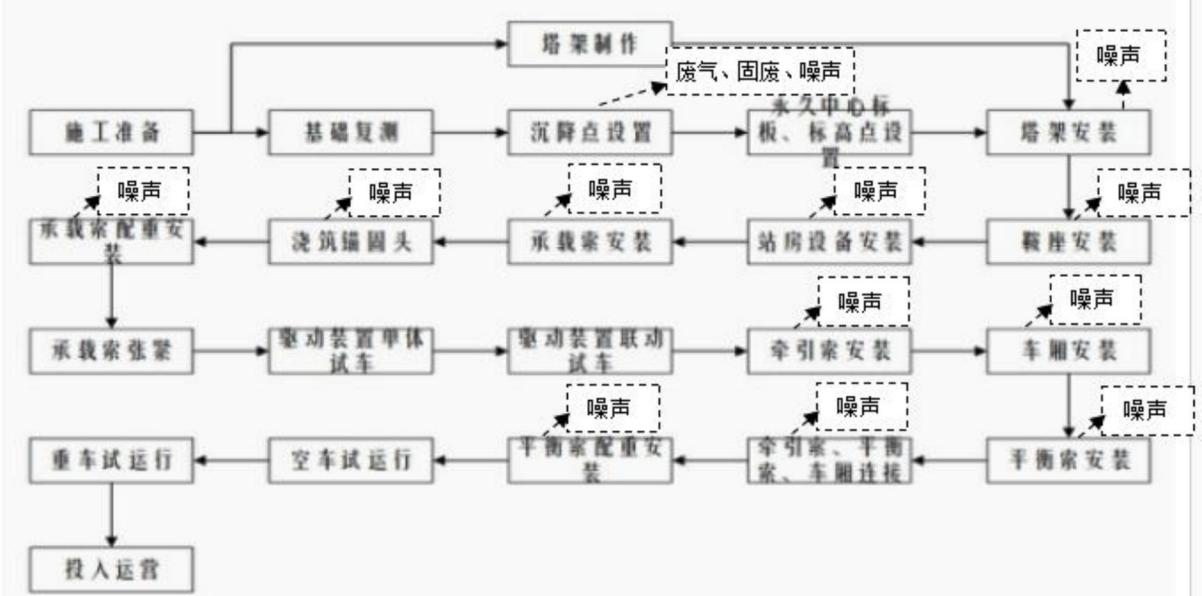 塔架制作
噪声
废气、固废、噪声
施工准备
基础复测
沉降点设置
永久中心标
板、标高点设
置
塔架安装
噪声
噪声
噪声
噪声
噪声
承载索配重安
装
浇筑锚固头
承载索安装
站房设备安装
鞍座安装
噪声
噪声
承载索张紧
驱动装置单体
试车
驱动装置联动
试车
牵引索安装
车厢安装
噪声
噪声
噪声
重车试运行
空车试运行
平衡索配重安
装
牵引索、平衡
索、车厢连接
平衡索安装
投入运营